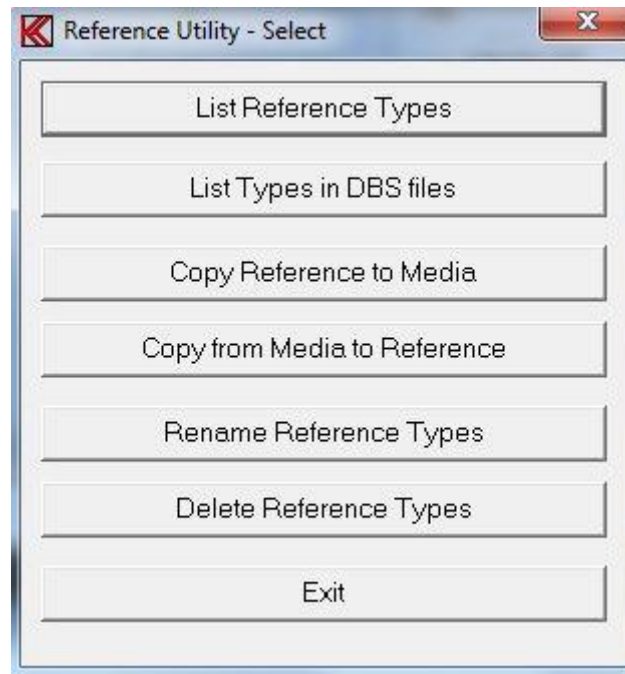 Reference Utility - Select
List Reference Types
List Types in DBS files
Copy Reference to Media
Copy from Media to Reference
Rename Reference Types
Delete Reference Types
Exit